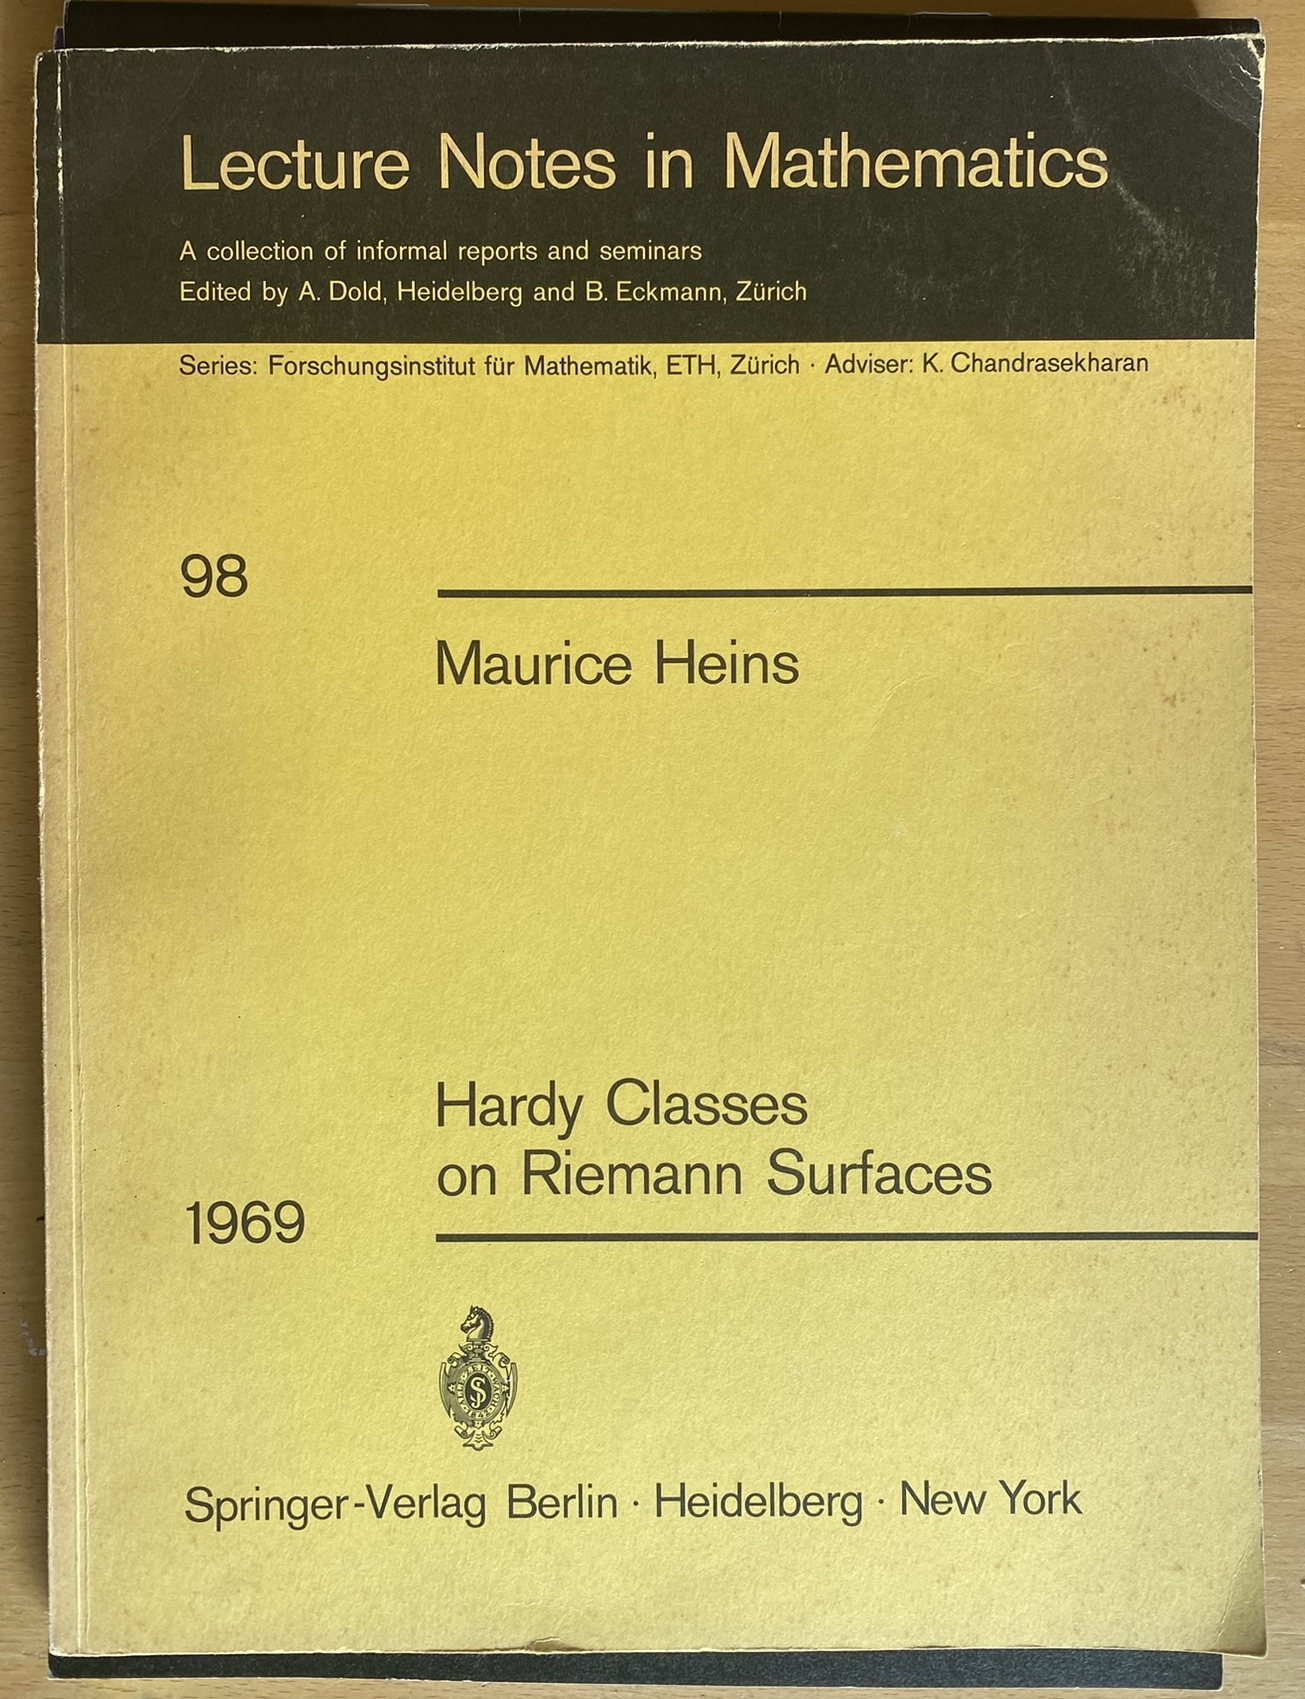 Lecture Notes in Mathematics
A collection of informal reports and seminars
Edited by A. Dold, Heidelberg and B. Eckmann, Zürich
Series: Forschungsinstitut für Mathematik, ETH, Zürich · Adviser: K. Chandrasekharan
98
Maurice Heins
Hardy Classes
on Riemann Surfaces
1969
Springer-Verlag Berlin · Heidelberg · New York